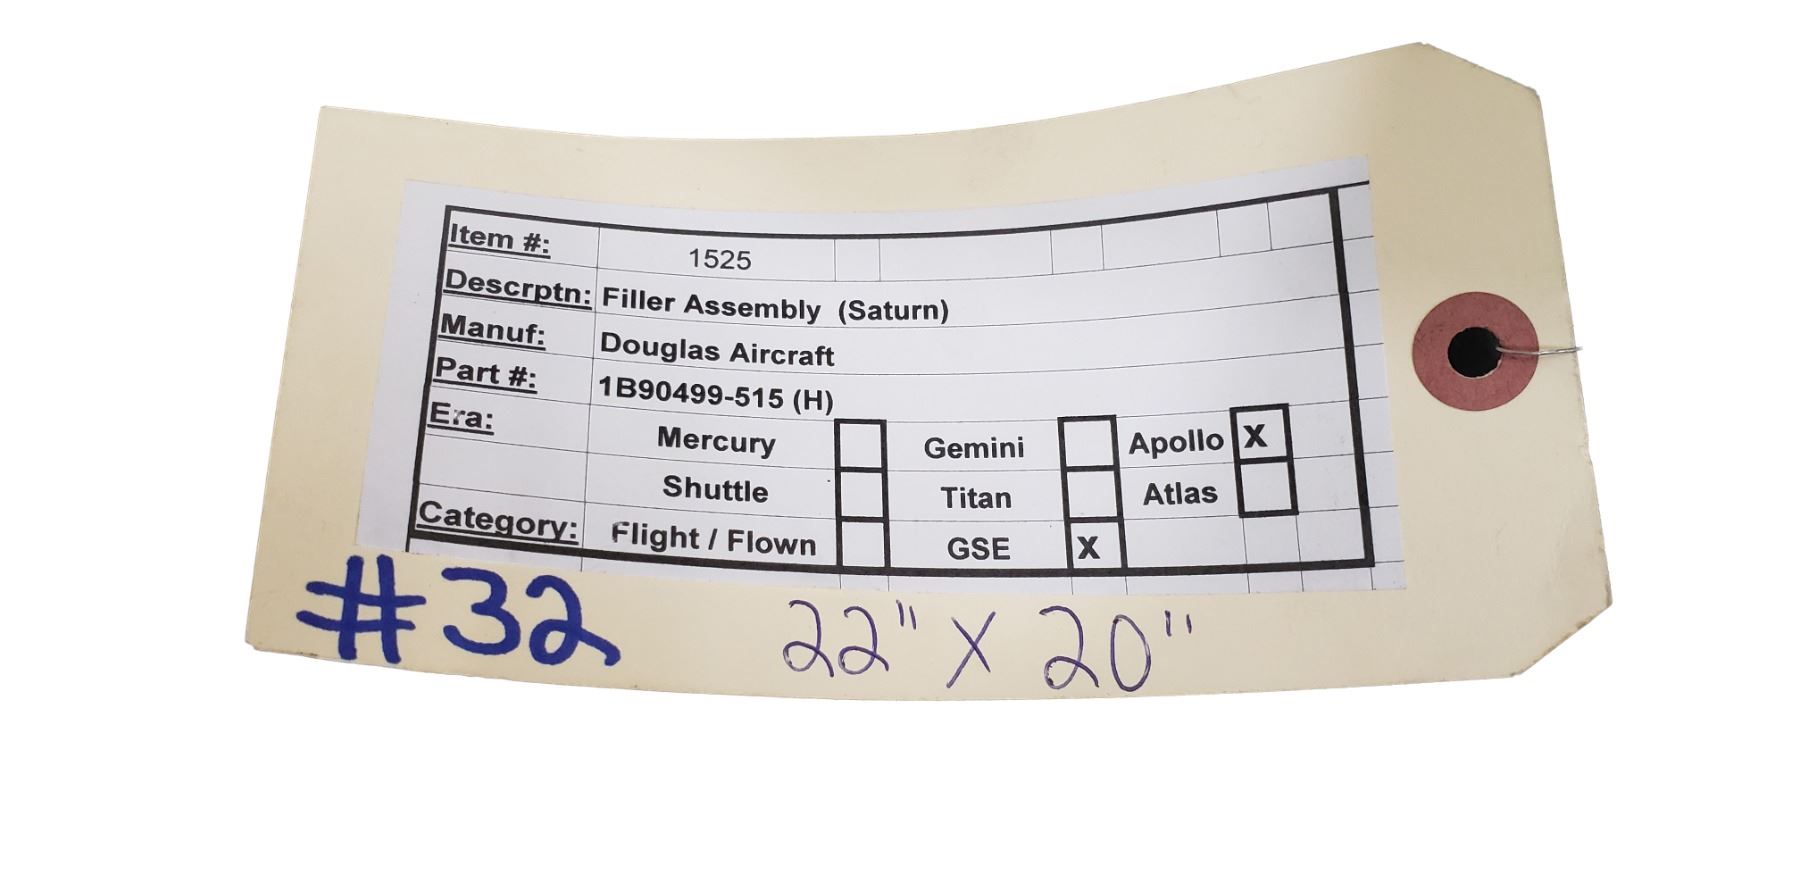 Item #: 1525
Descrptn: Filler Assembly (Saturn)
Manuf: Douglas Aircraft
Part #: 1B90499-515 (H)
Era: Mercury Gemini Apollo X
Shuttle Titan Atlas
Category: Flight / Flown GSE X
#32 22" X 20"